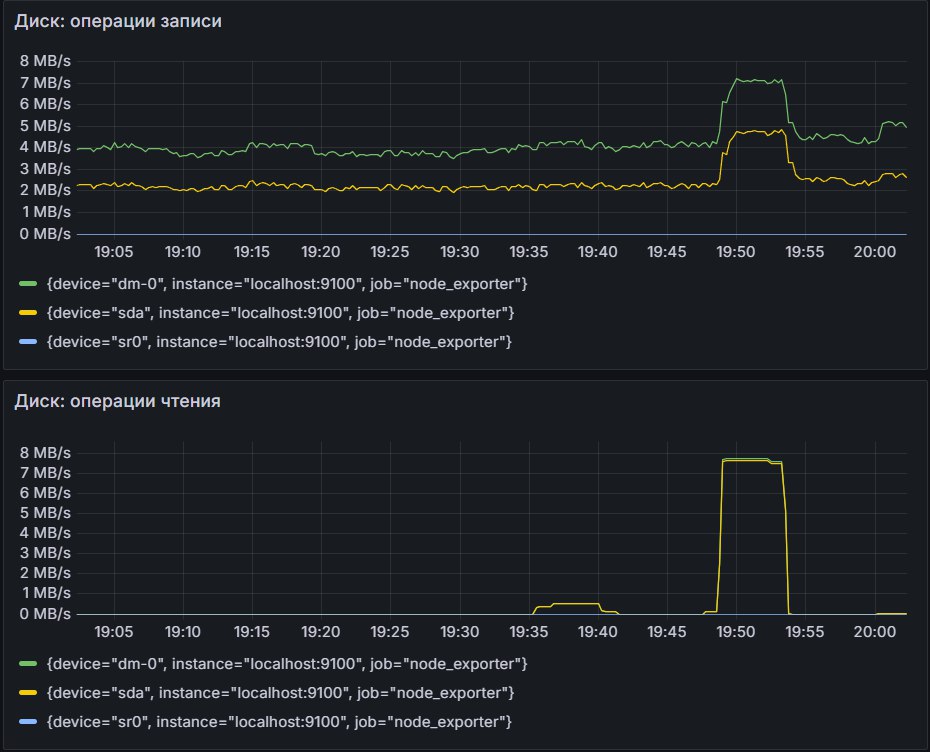 Диск: операции записи
8 MB/s
7 MB/s
6 MB/s
5 MB/s
4 MB/s
3 MB/s
2 MB/s
1 MB/s
0 MB/s
19:05 19:10 19:15 19:20 19:25 19:30 19:35 19:40 19:45 19:50 19:55 20:00
{device="dm-0", instance="localhost:9100", job="node_exporter"}
{device="sda", instance="localhost:9100", job="node_exporter"}
{device="sr0", instance="localhost:9100", job="node_exporter"}
Диск: операции чтения
8 MB/s
7 MB/s
6 MB/s
5 MB/s
4 MB/s
3 MB/s
2 MB/s
1 MB/s
0 MB/s
19:05 19:10 19:15 19:20 19:25 19:30 19:35 19:40 19:45 19:50 19:55 20:00
{device="dm-0", instance="localhost:9100", job="node_exporter"}
{device="sda", instance="localhost:9100", job="node_exporter"}
{device="sr0", instance="localhost:9100", job="node_exporter"}